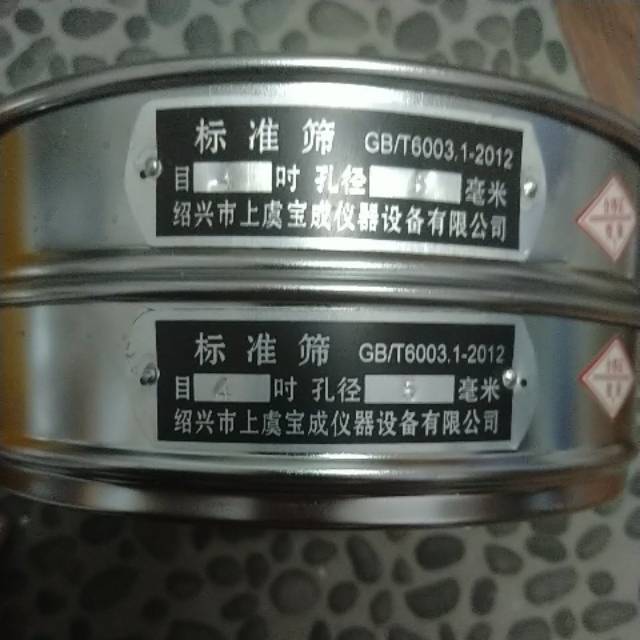 标准筛 GB/T6003.1-2012
目 吋 孔径 毫米
绍兴市上虞宝成仪器设备有限公司
标准筛 GB/T6003.1-2012
目 4 吋 孔径 5 毫米
绍兴市上虞宝成仪器设备有限公司